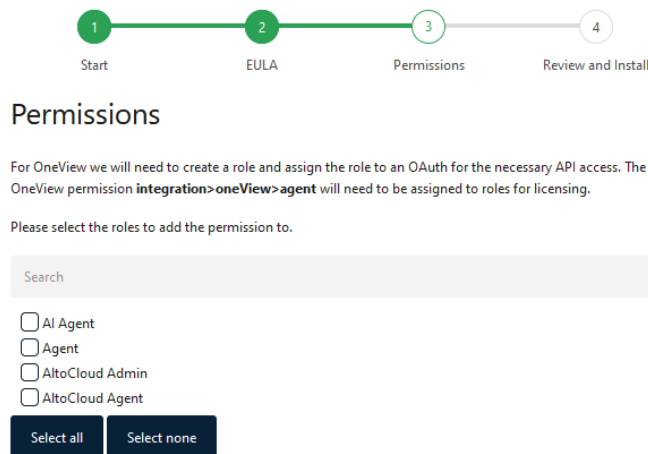 1 2 3 4
Start EULA Permissions Review and Install
Permissions
For OneView we will need to create a role and assign the role to an OAuth for the necessary API access. The
OneView permission integration>oneView>agent will need to be assigned to roles for licensing.
Please select the roles to add the permission to.
Search
AI Agent
Agent
AltoCloud Admin
AltoCloud Agent
Select all Select none